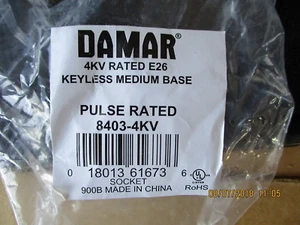 DAMAR®
4KV RATED E26
KEYLESS MEDIUM BASE
PULSE RATED
8403-4KV
0 18013 61673 6
SOCKET
900B MADE IN CHINA
UL
RoHS